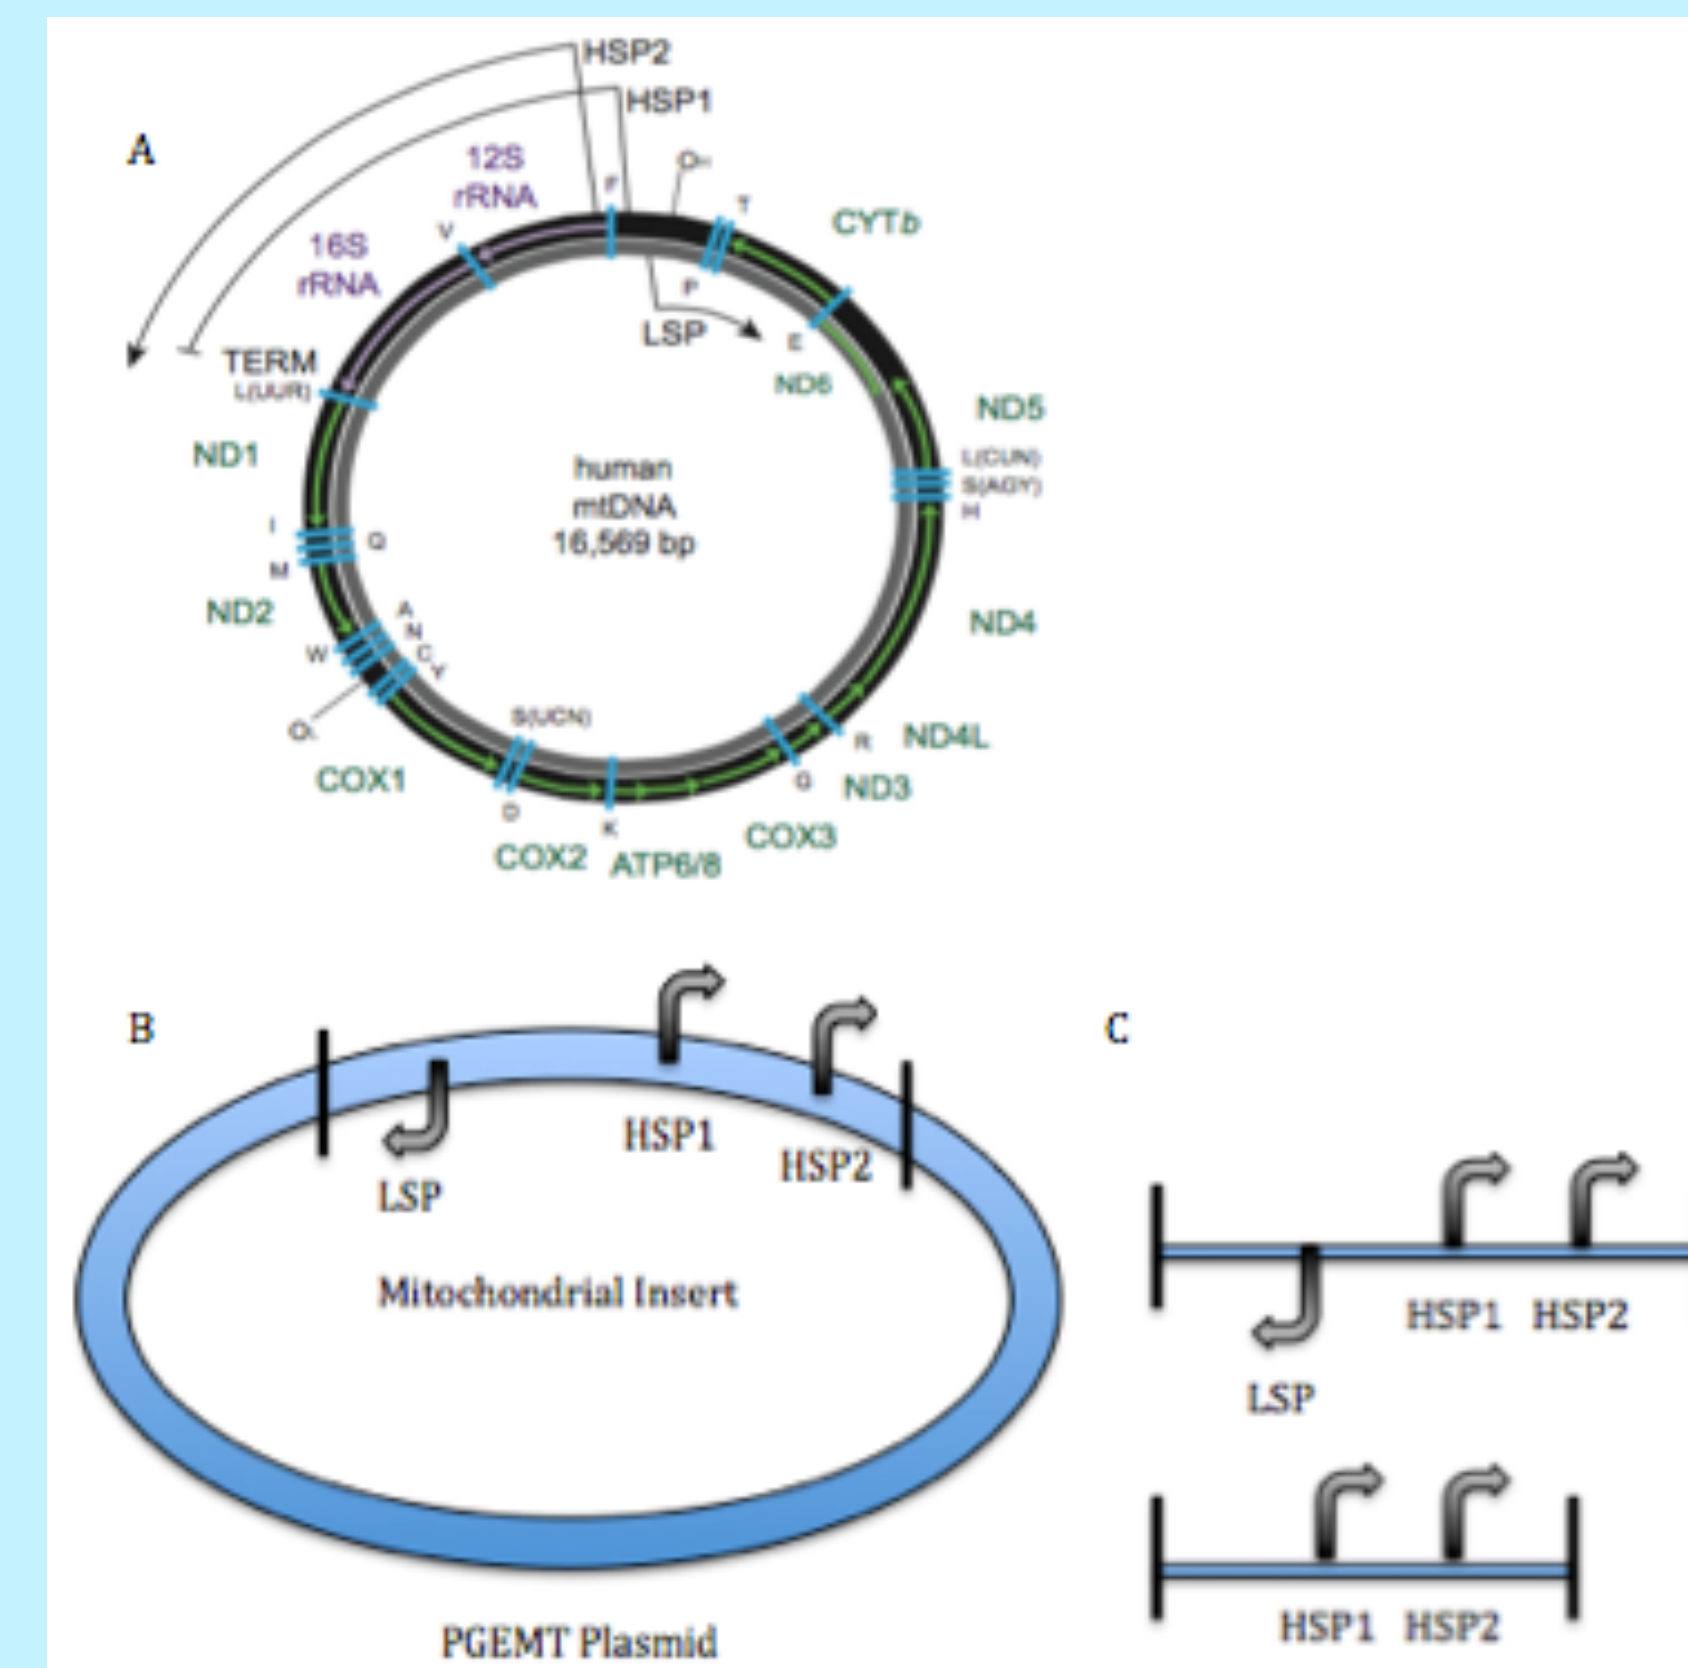 A
HSP2
HSP1
12S
rRNA
F
OH
T
CYTb
V
16S
rRNA
P
LSP
E
ND6
TERM
L(UUR)
ND5
ND1
L(CUN)
S(AGY)
H
human
mtDNA
16,569 bp
I
Q
M
ND2
A
N
C
Y
W
ND4
OL
S(UCN)
R
ND4L
COX1
G
ND3
D
K
COX3
COX2
ATP6/8
B
HSP1
HSP2
LSP
Mitochondrial Insert
PGEMT Plasmid
C
HSP1
HSP2
LSP
HSP1
HSP2